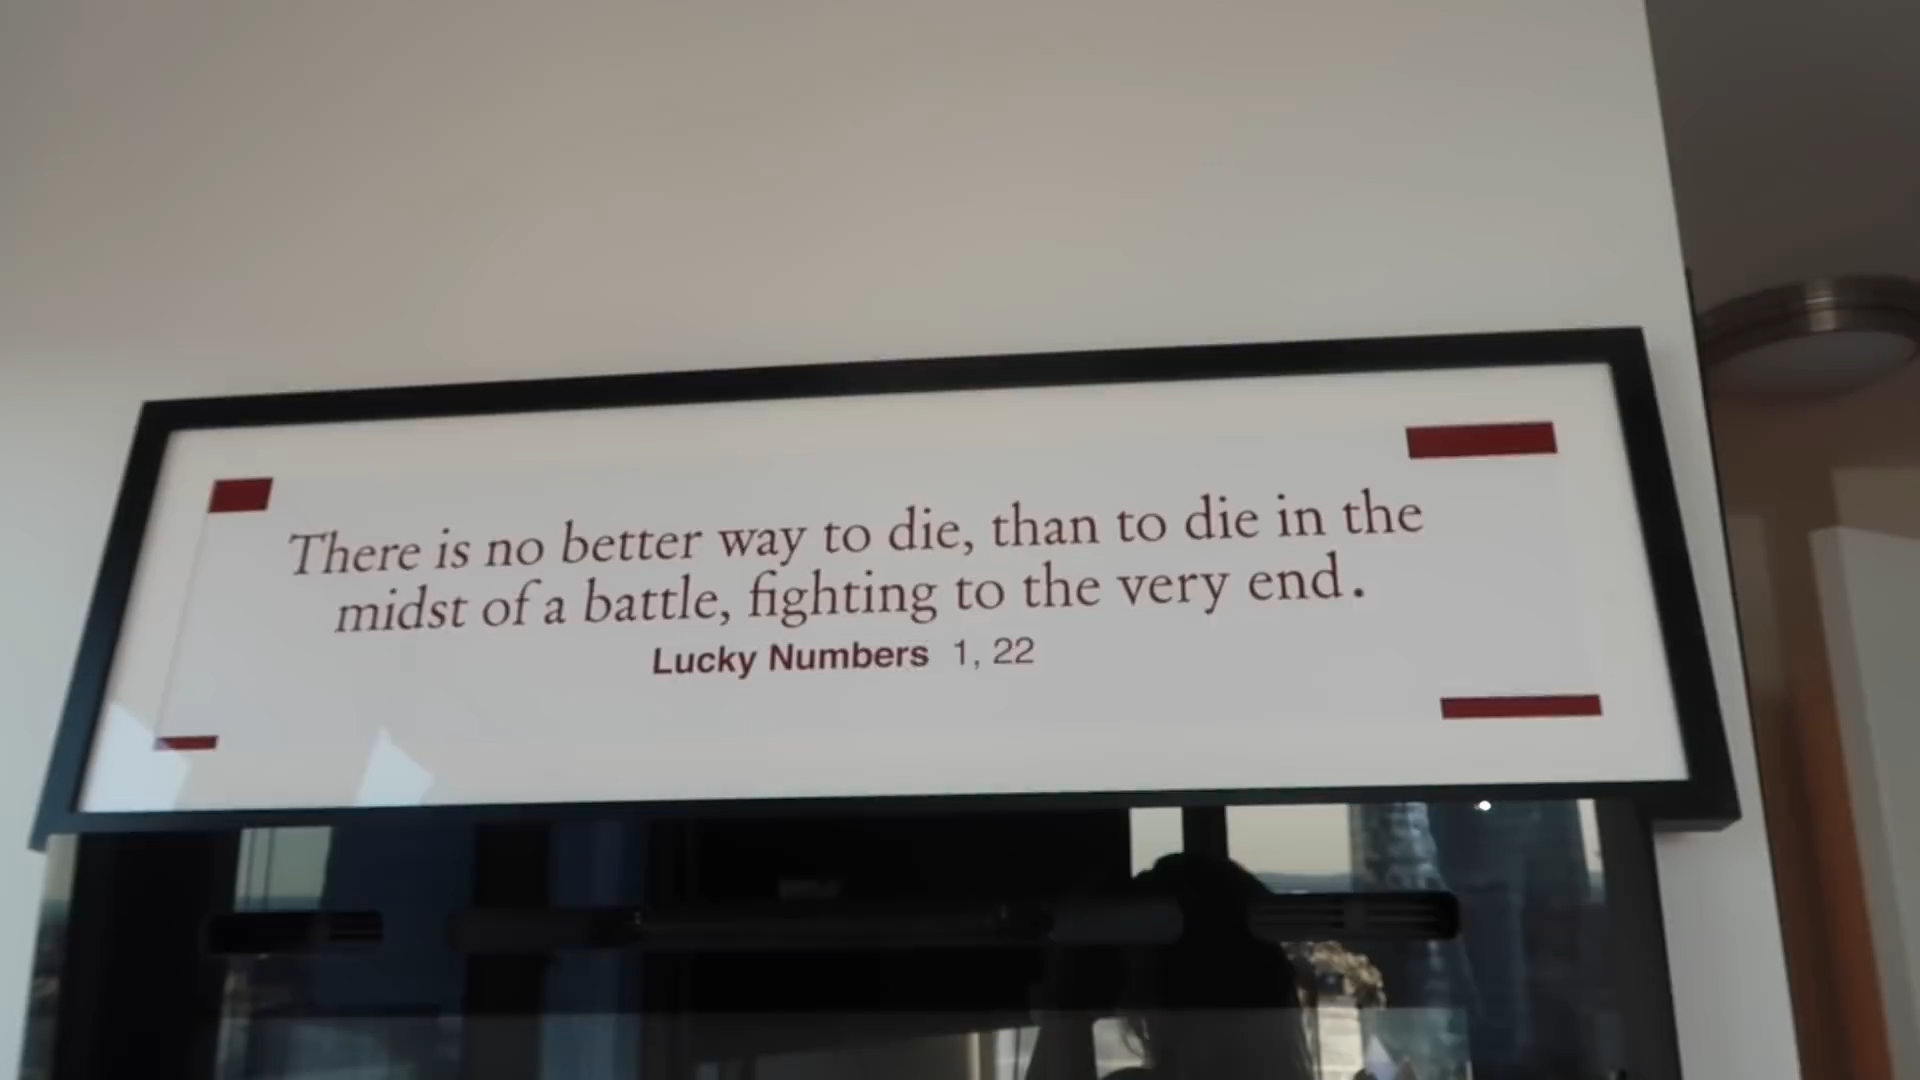 There is no better way to die, than to die in the
midst of a battle, fighting to the very end.
Lucky Numbers 1, 22